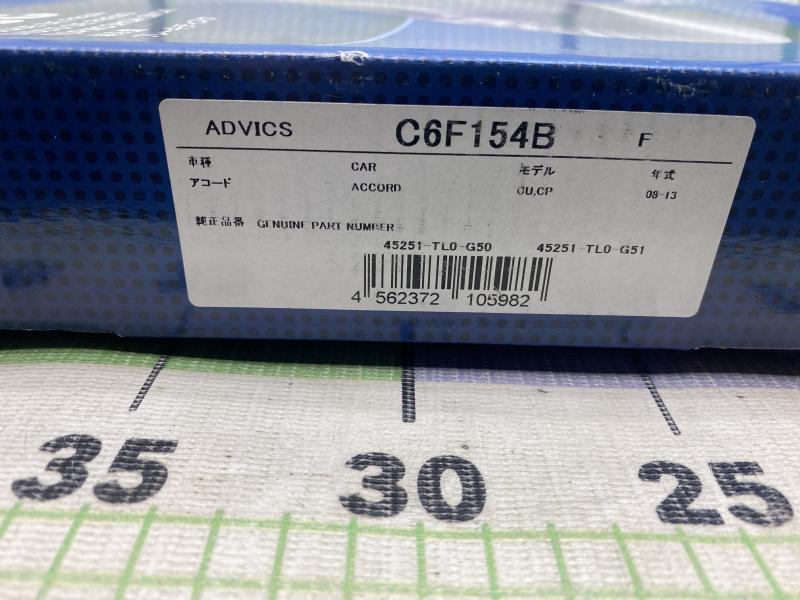 ADVICS C6F154B F
車種 CAR モデル 年式
アコード ACCORD CU,CP 08-13
純正品番 GENUINE PART NUMBER
45251-TL0-G50 45251-TL0-G51
4 562372 105982
35 30 25